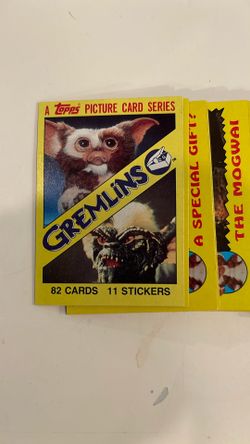 A Topps PICTURE CARD SERIES
GREMLINS
82 CARDS 11 STICKERS
A SPECIAL GIFT?
THE MOGWAI